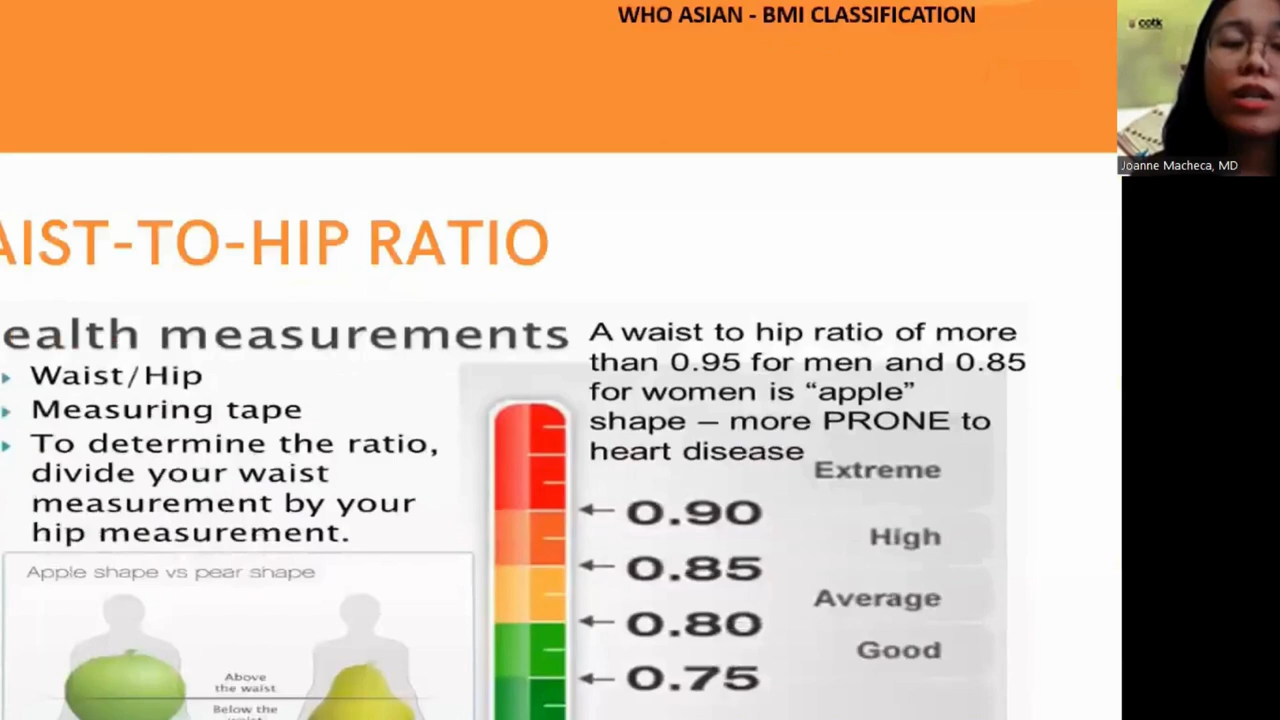 WHO ASIAN - BMI CLASSIFICATION
cotk
Joanne Macheca, MD
AIST-TO-HIP RATIO
ealth measurements
Waist/Hip
Measuring tape
To determine the ratio,
divide your waist
measurement by your
hip measurement.
A waist to hip ratio of more
than 0.95 for men and 0.85
for women is “apple”
shape – more PRONE to
heart disease
Extreme
0.90
High
0.85
Average
0.80
Good
0.75
Apple shape vs pear shape
Above
the waist
Below the